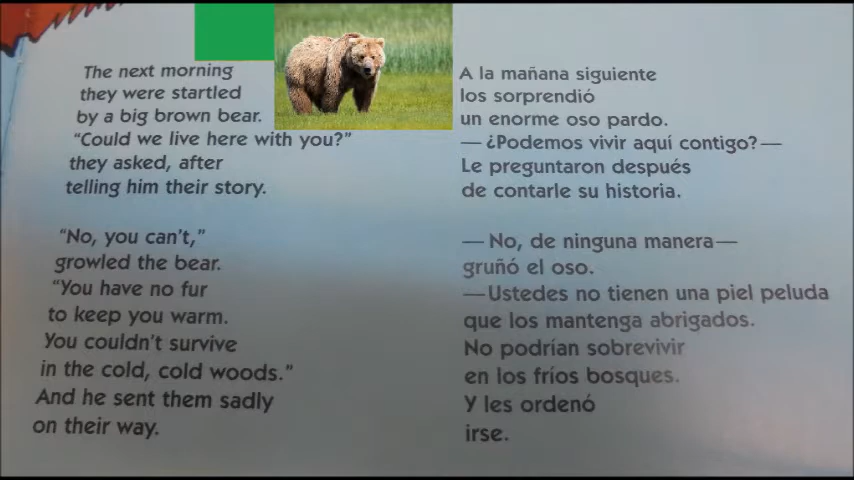 The next morning
they were startled
by a big brown bear.
"Could we live here with you?"
they asked, after
telling him their story.
"No, you can't,"
growled the bear.
"You have no fur
to keep you warm.
You couldn't survive
in the cold, cold woods."
And he sent them sadly
on their way.
A la mañana siguiente
los sorprendió
un enorme oso pardo.
— ¿Podemos vivir aquí contigo? —
Le preguntaron después
de contarle su historia.
— No, de ninguna manera —
gruñó el oso.
— Ustedes no tienen una piel peluda
que los mantenga abrigados.
No podrían sobrevivir
en los fríos bosques.
Y les ordenó
irse.